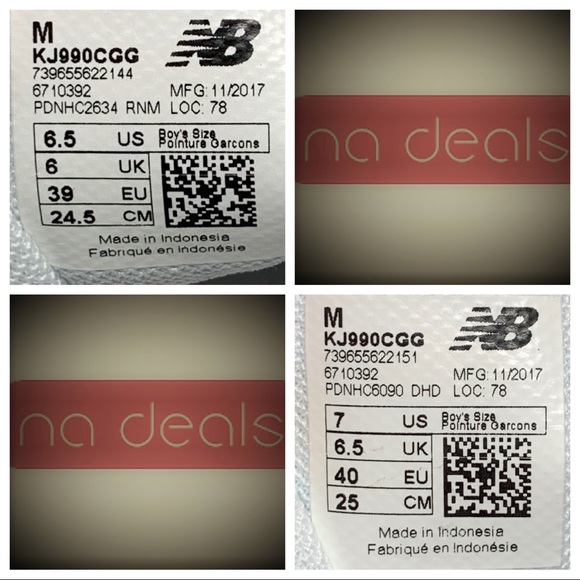 M
NB
KJ990CGG
739655622144
6710392 MFG: 11/2017
PDNHC2634 RNM LOC: 78
6.5 US Boy's Size
Pointure Garcons
6 UK
39 EU
24.5 CM
Made in Indonesia
Fabriqué en Indonésie
na deals
na deals
M
NB
KJ990CGG
739655622151
6710392 MFG: 11/2017
PDNHC6090 DHD LOC: 78
7 US Boy's Size
Pointure Garcons
6.5 UK
40 EU
25 CM
Made in Indonesia
Fabriqué en Indonésie